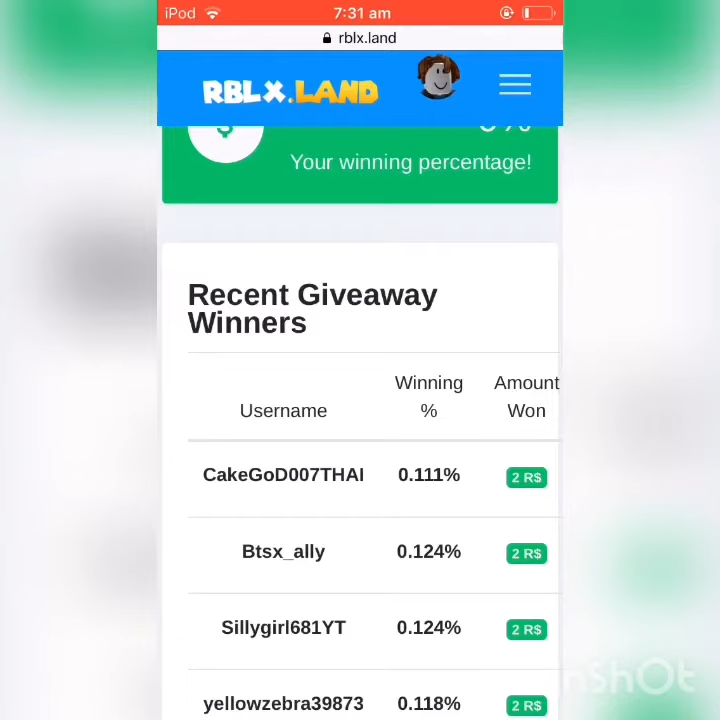 iPod 7:31 am
rblx.land
RBLX.LAND
$
Your winning percentage!
Recent Giveaway
Winners
Username Winning % Amount Won
CakeGoD007THAI 0.111% 2 R$
Btsx_ally 0.124% 2 R$
Sillygirl681YT 0.124% 2 R$
yellowzebra39873 0.118% 2 R$